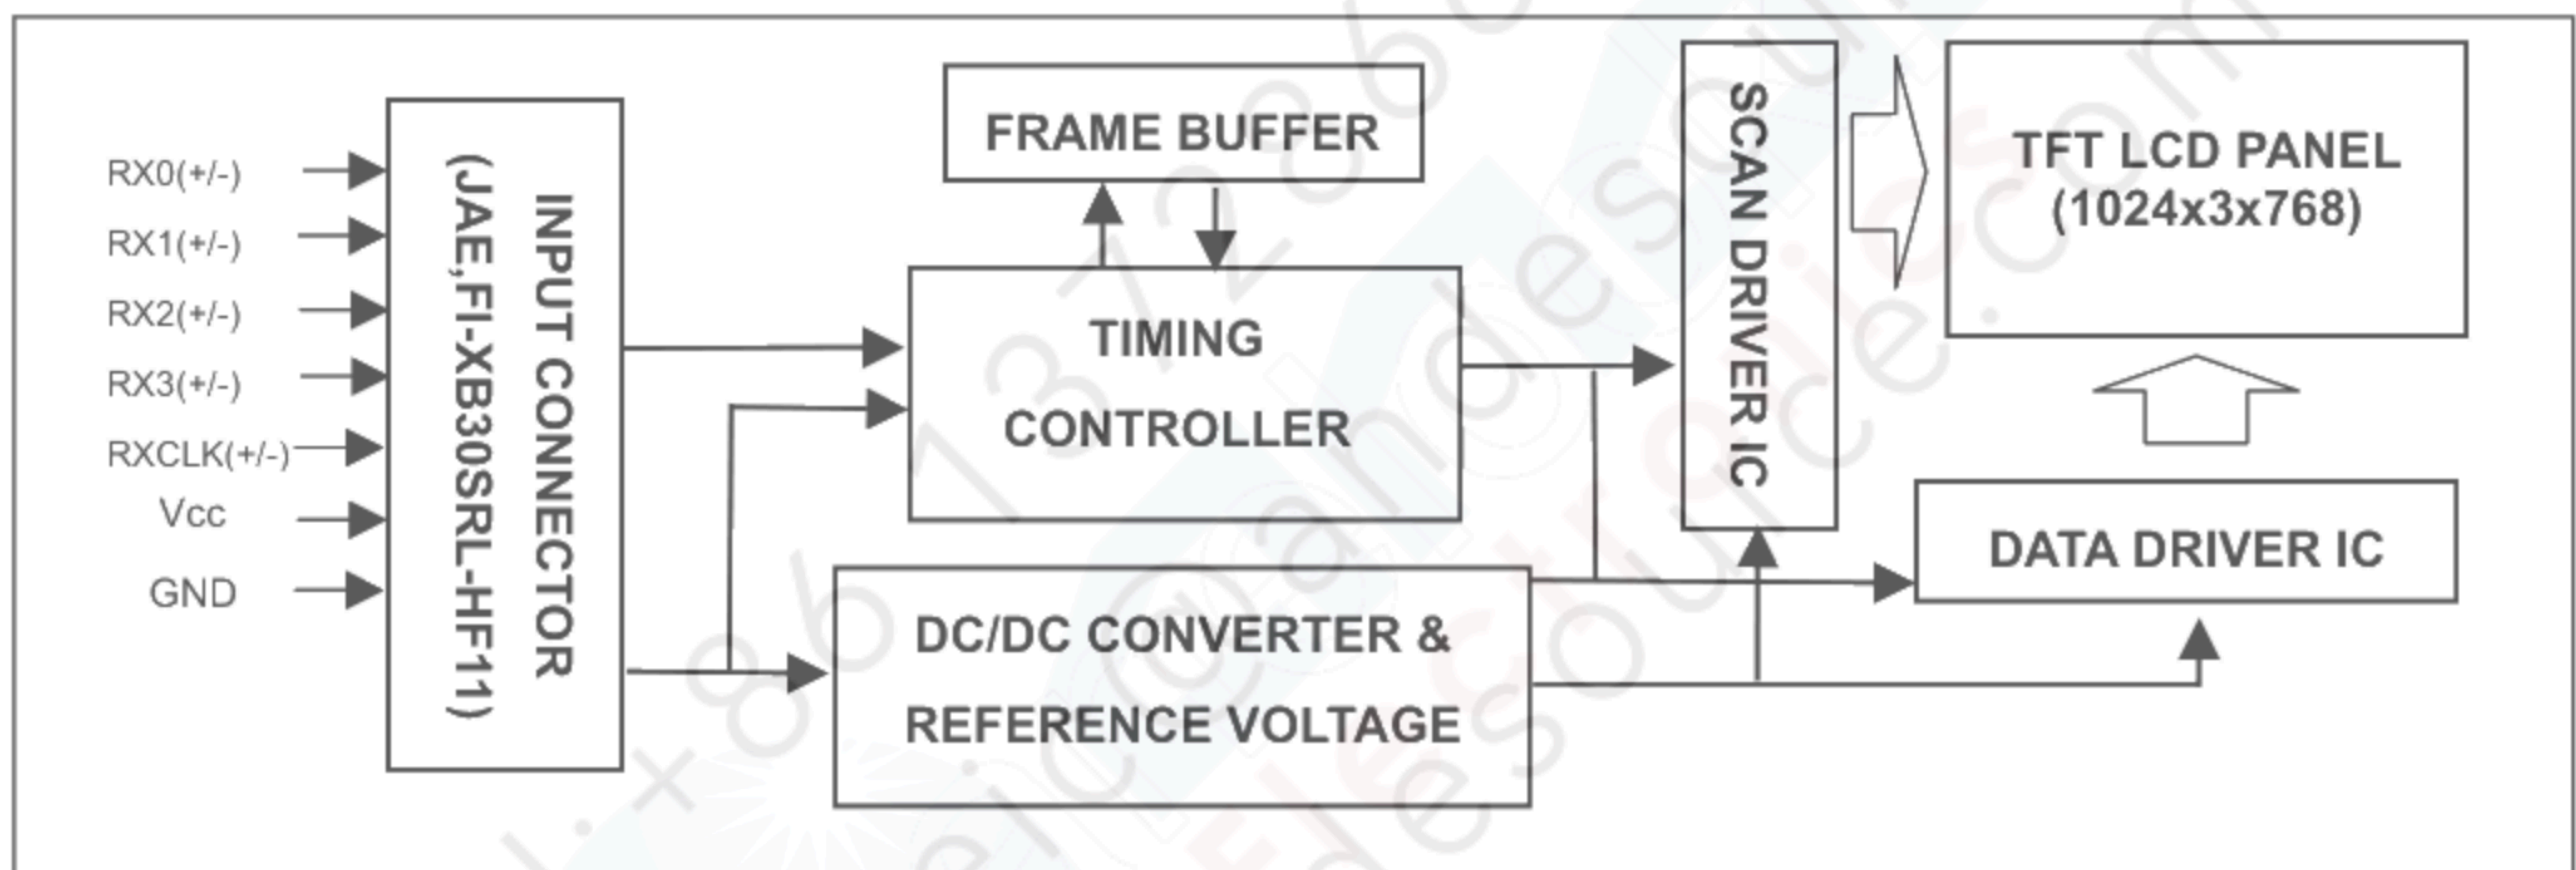 RX0(+/-)
RX1(+/-)
RX2(+/-)
RX3(+/-)
RXCLK(+/-)
Vcc
GND
INPUT CONNECTOR
(JAE,FI-XB30SRL-HF11)
FRAME BUFFER
TIMING
CONTROLLER
DC/DC CONVERTER &
REFERENCE VOLTAGE
SCAN DRIVER IC
TFT LCD PANEL
(1024x3x768)
DATA DRIVER IC